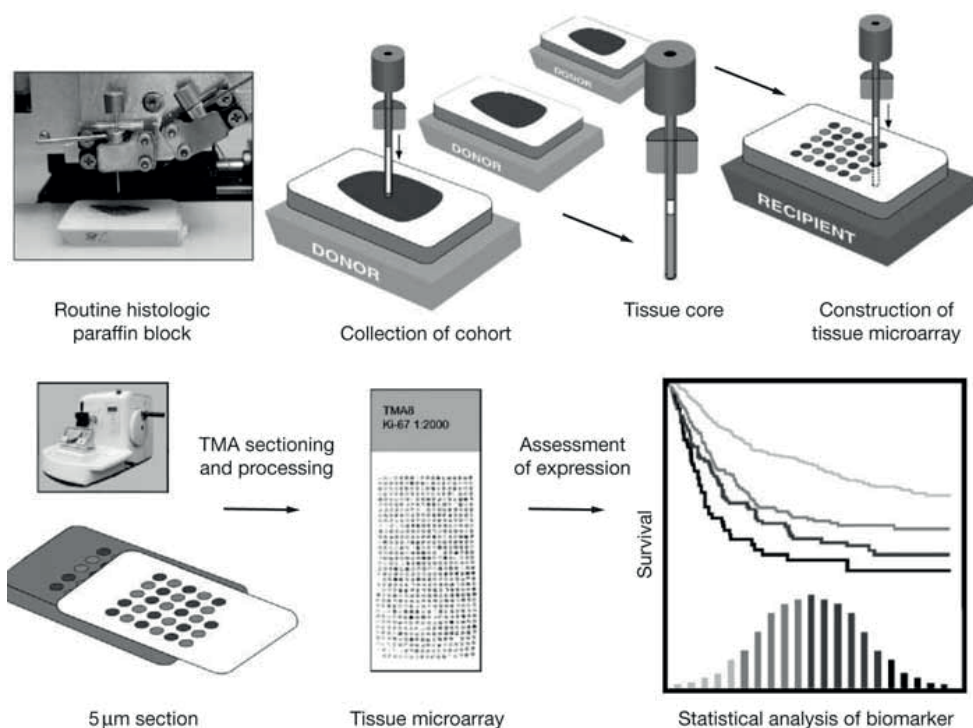 DONOR
DONOR
DONOR
RECIPIENT
Routine histologic
paraffin block
Collection of cohort
Tissue core
Construction of
tissue microarray
TMA sectioning
and processing
TMA8
Ki-67 1:2000
Assessment
of expression
Survival
5 μm section
Tissue microarray
Statistical analysis of biomarker